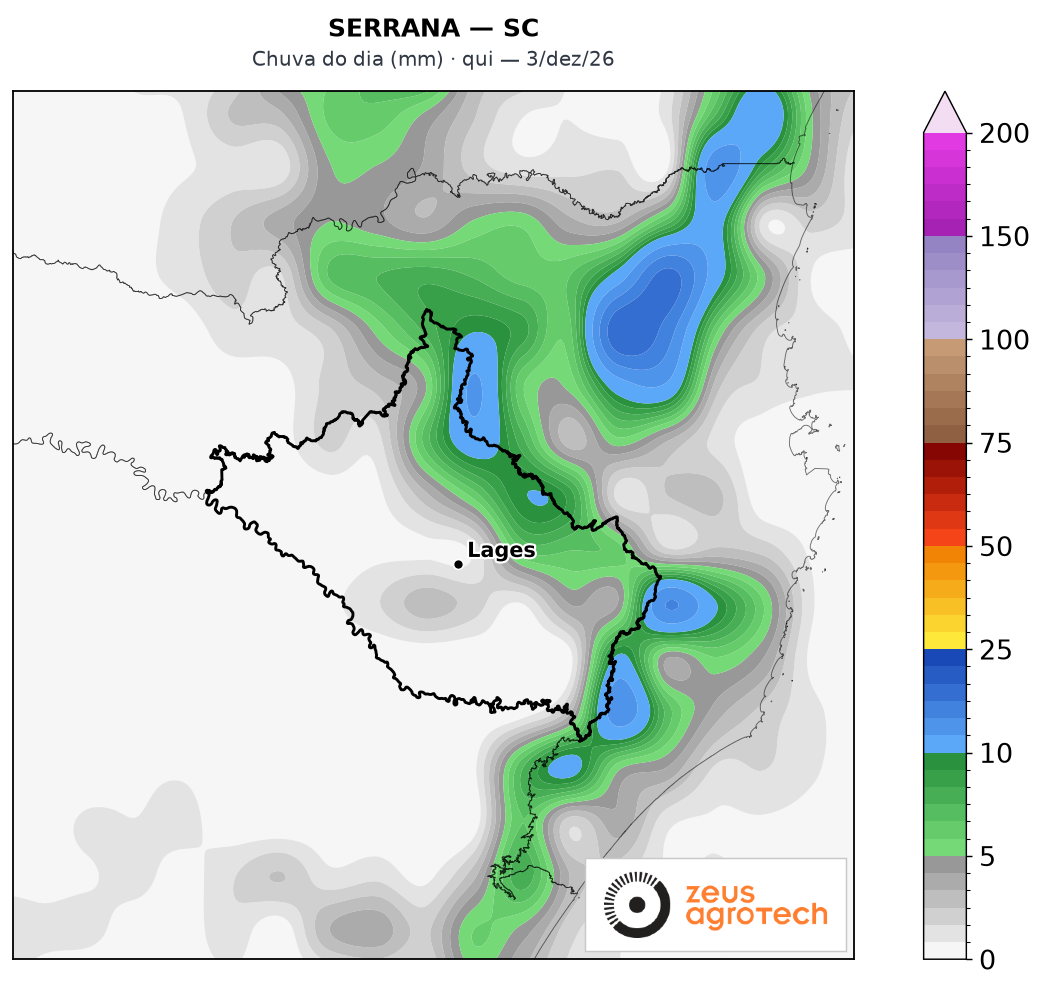 SERRANA — SC
Chuva do dia (mm) · qui — 3/dez/26
200
150
100
75
50
25
10
5
0
Lages
zeus
agrotech